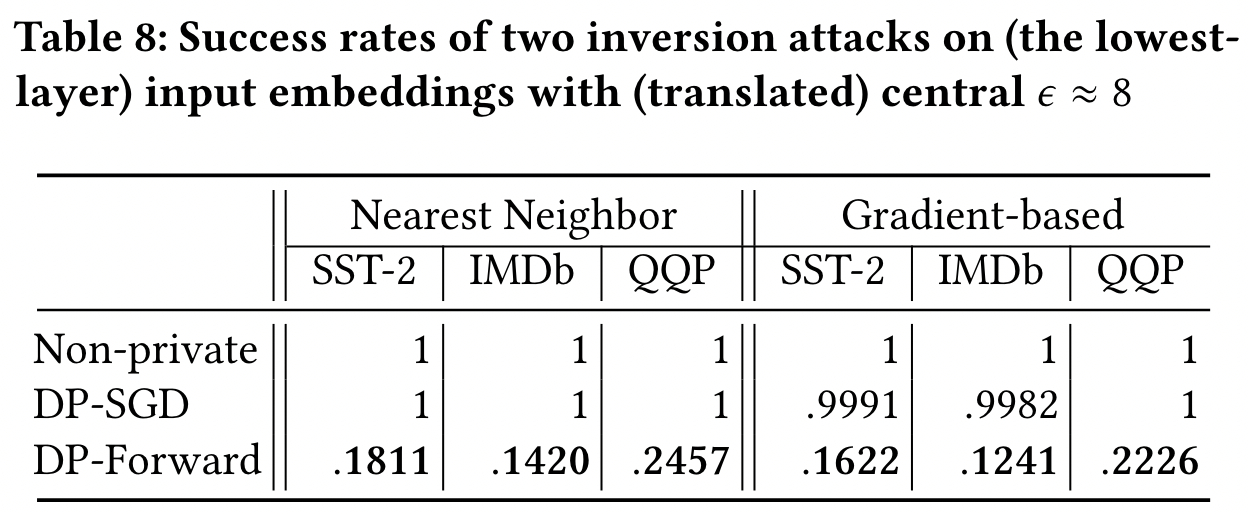 Table 8: Success rates of two inversion attacks on (the lowest-
layer) input embeddings with (translated) central ϵ ≈ 8
Nearest Neighbor Gradient-based
SST-2 IMDb QQP SST-2 IMDb QQP
Non-private 1 1 1 1 1 1
DP-SGD 1 1 1 .9991 .9982 1
DP-Forward .1811 .1420 .2457 .1622 .1241 .2226